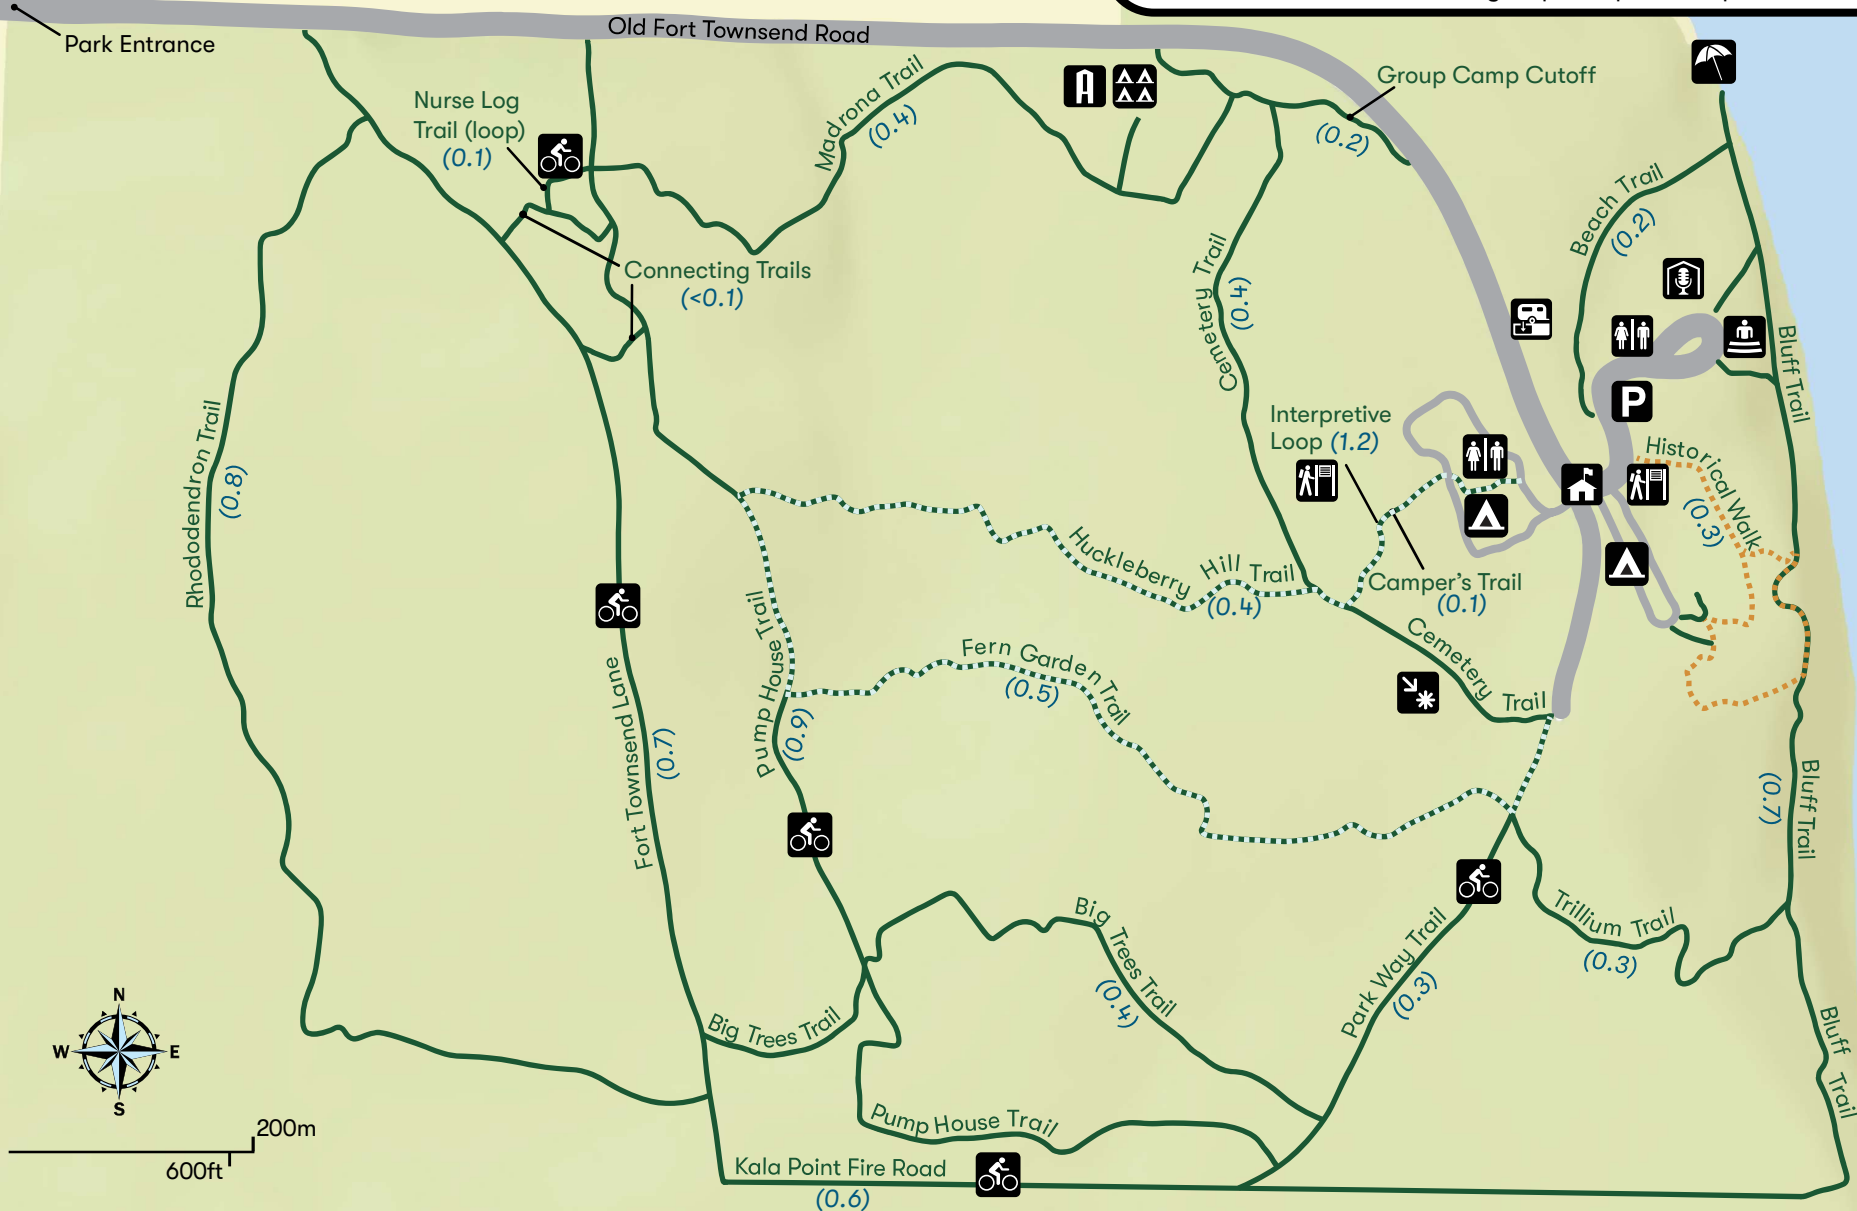 Old Fort Townsend Road
Park Entrance
Group Camp Cutoff
(0.2)
Nurse Log
Trail (loop)
(0.1)
Madrona Trail
(0.4)
Beach Trail
(0.2)
Connecting Trails
(<0.1)
Cemetery Trail
(0.4)
Bluff Trail
Rhododendron Trail
(0.8)
Interpretive
Loop (1.2)
P
Historical Walk
(0.3)
Huckleberry Hill Trail
(0.4)
Camper's Trail
(0.1)
Cemetery Trail
Fern Garden Trail
(0.5)
Pump House Trail
(0.9)
Fort Townsend Lane
(0.7)
Bluff Trail
(0.7)
Big Trees Trail
(0.4)
Trillium Trail
(0.3)
Park Way Trail
(0.3)
Big Trees Trail
Bluff Trail
N
W
E
S
Pump House Trail
200m
600ft
Kala Point Fire Road
(0.6)